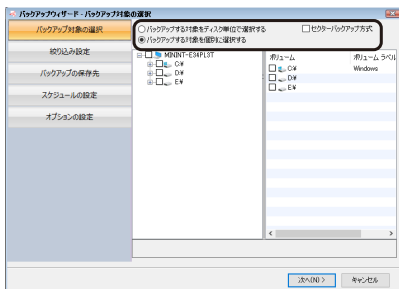 バックアップウィザード - バックアップ対象の選択
バックアップ対象の選択
絞り込み設定
バックアップの保存先
スケジュールの設定
オプションの設定
バックアップする対象をディスク単位で選択する
セクターバックアップ方式
バックアップする対象を個別に選択する
MININT-E34PL3T
C:¥
D:¥
E:¥
ボリューム
ボリューム ラベル
C:¥
Windows
D:¥
E:¥
次へ(N) >
キャンセル